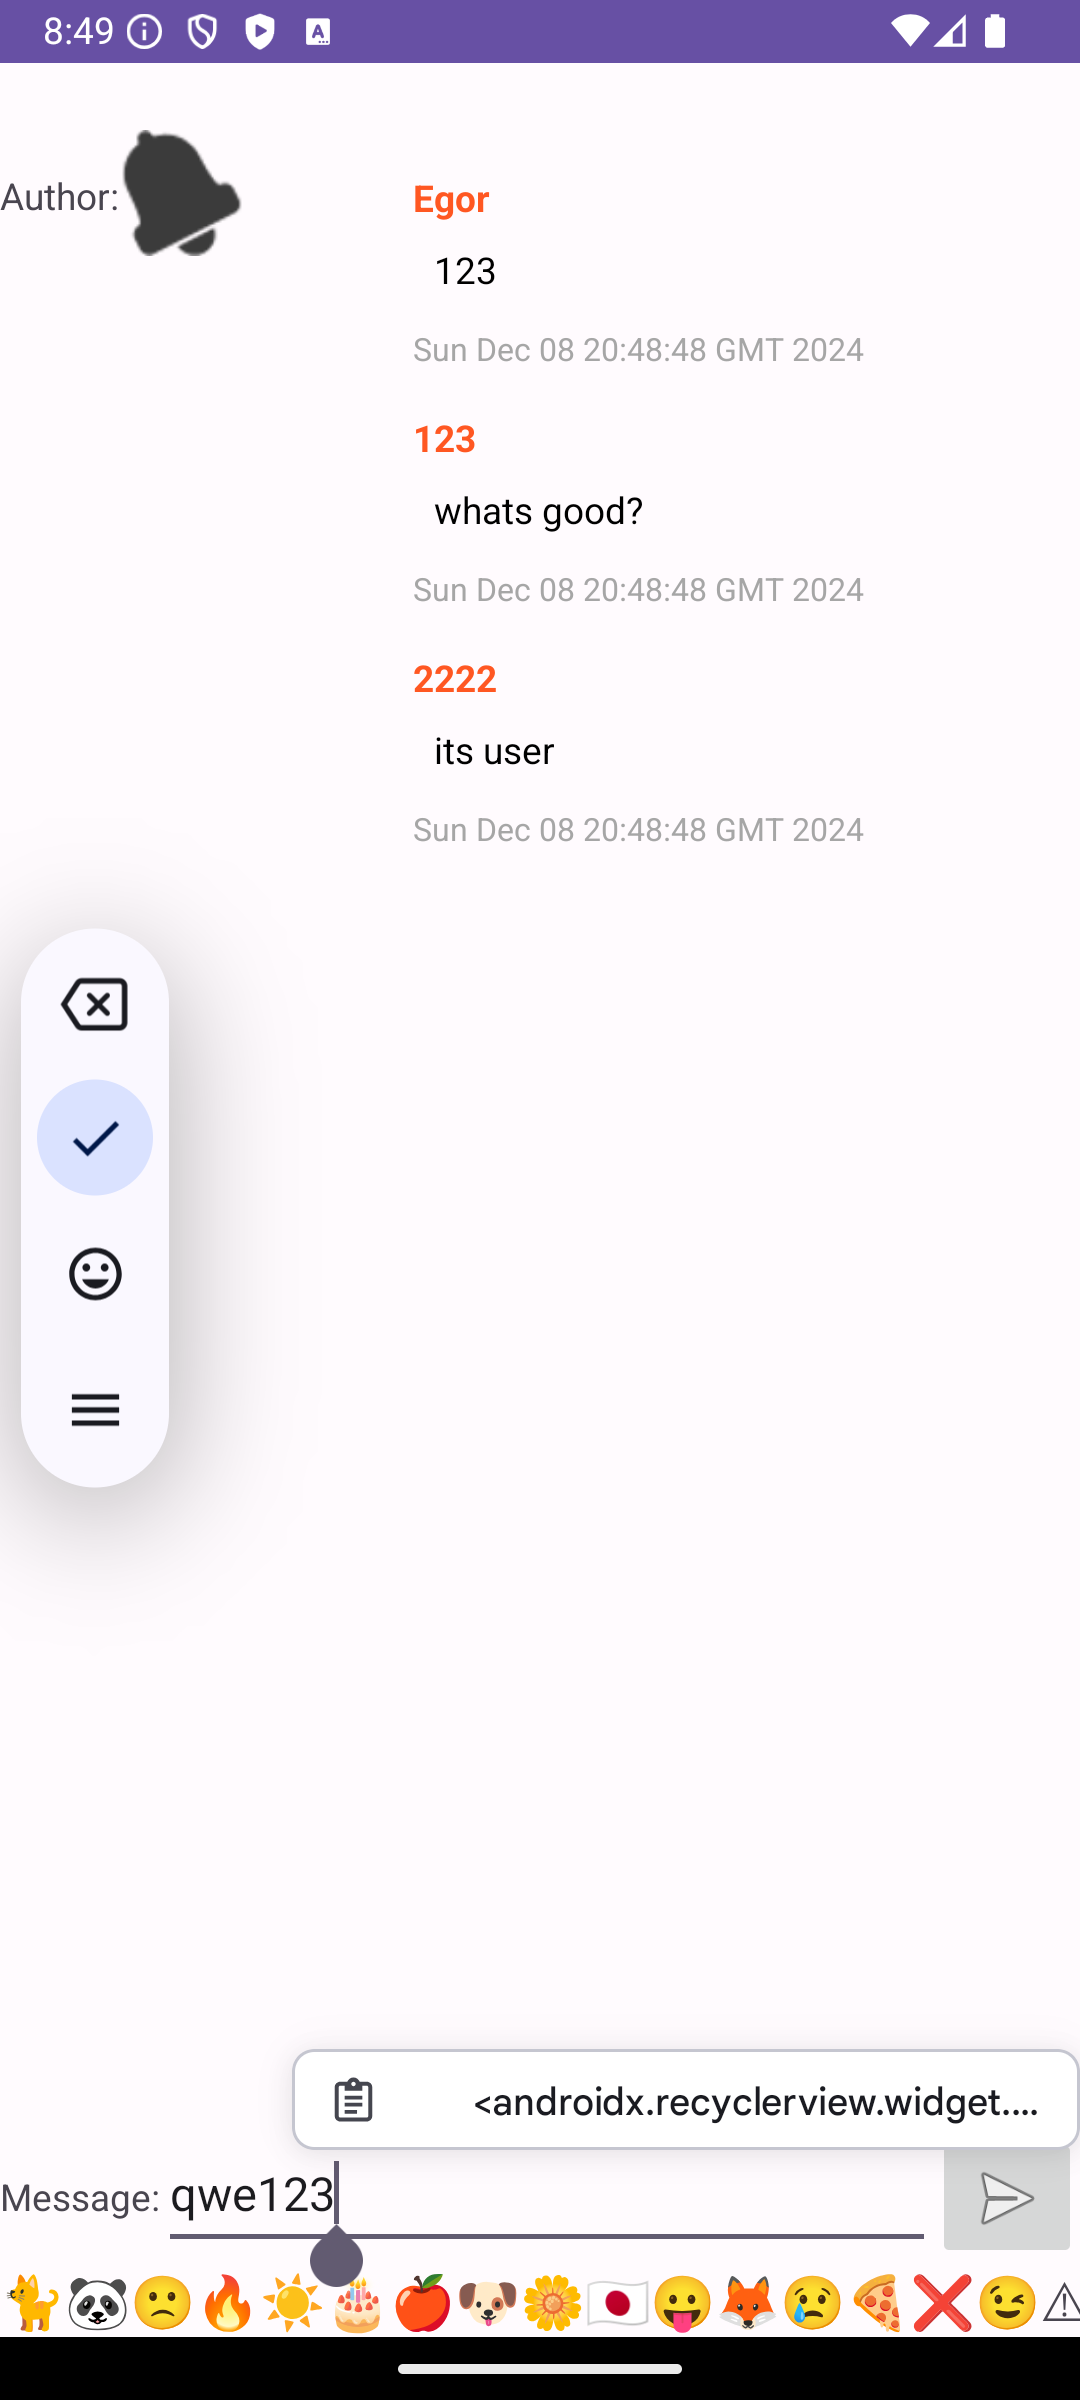 8:49
Author:
Egor
123
Sun Dec 08 20:48:48 GMT 2024
123
whats good?
Sun Dec 08 20:48:48 GMT 2024
2222
its user
Sun Dec 08 20:48:48 GMT 2024
<androidx.recyclerview.widget....
Message: qwe123